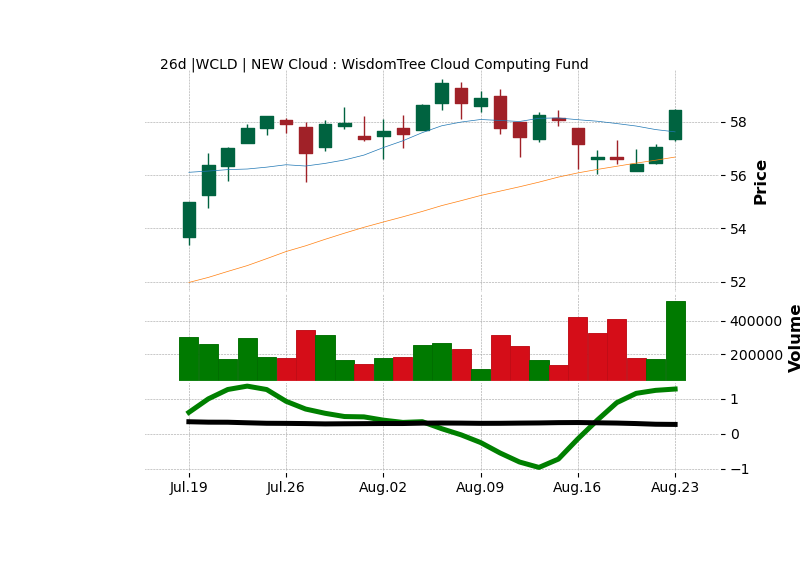 26d |WCLD | NEW Cloud : WisdomTree Cloud Computing Fund
58
56
54
52
Price
400000
200000
Volume
1
0
−1
Jul.19 Jul.26 Aug.02 Aug.09 Aug.16 Aug.23